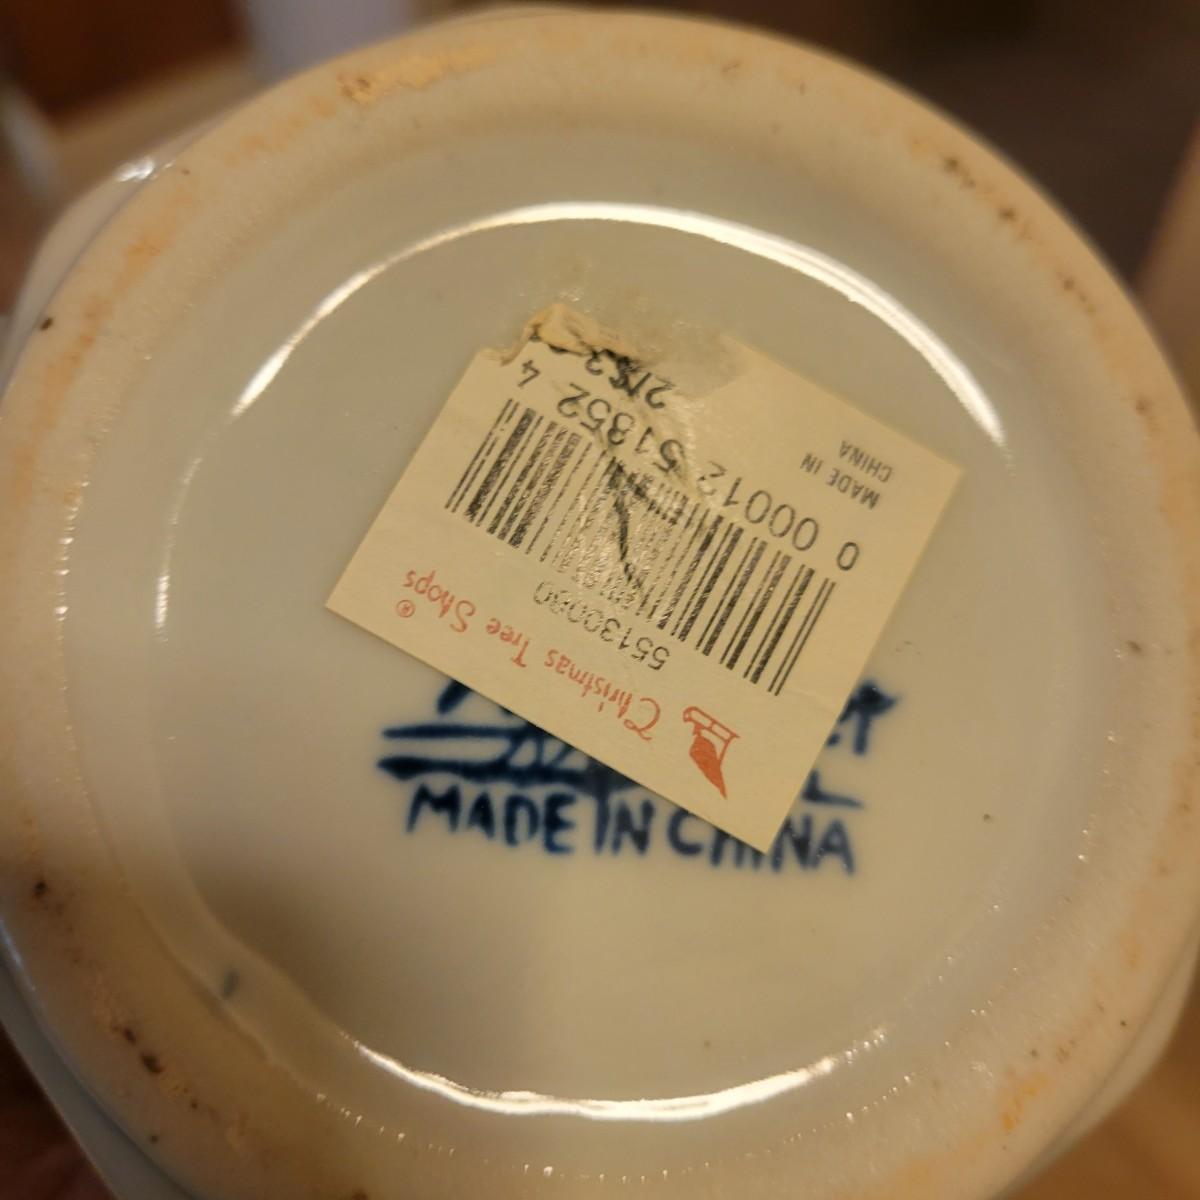 Christmas Tree Shops®
55130080
0 00012 51852 4
MADE IN
CHINA
MADE IN CHINA